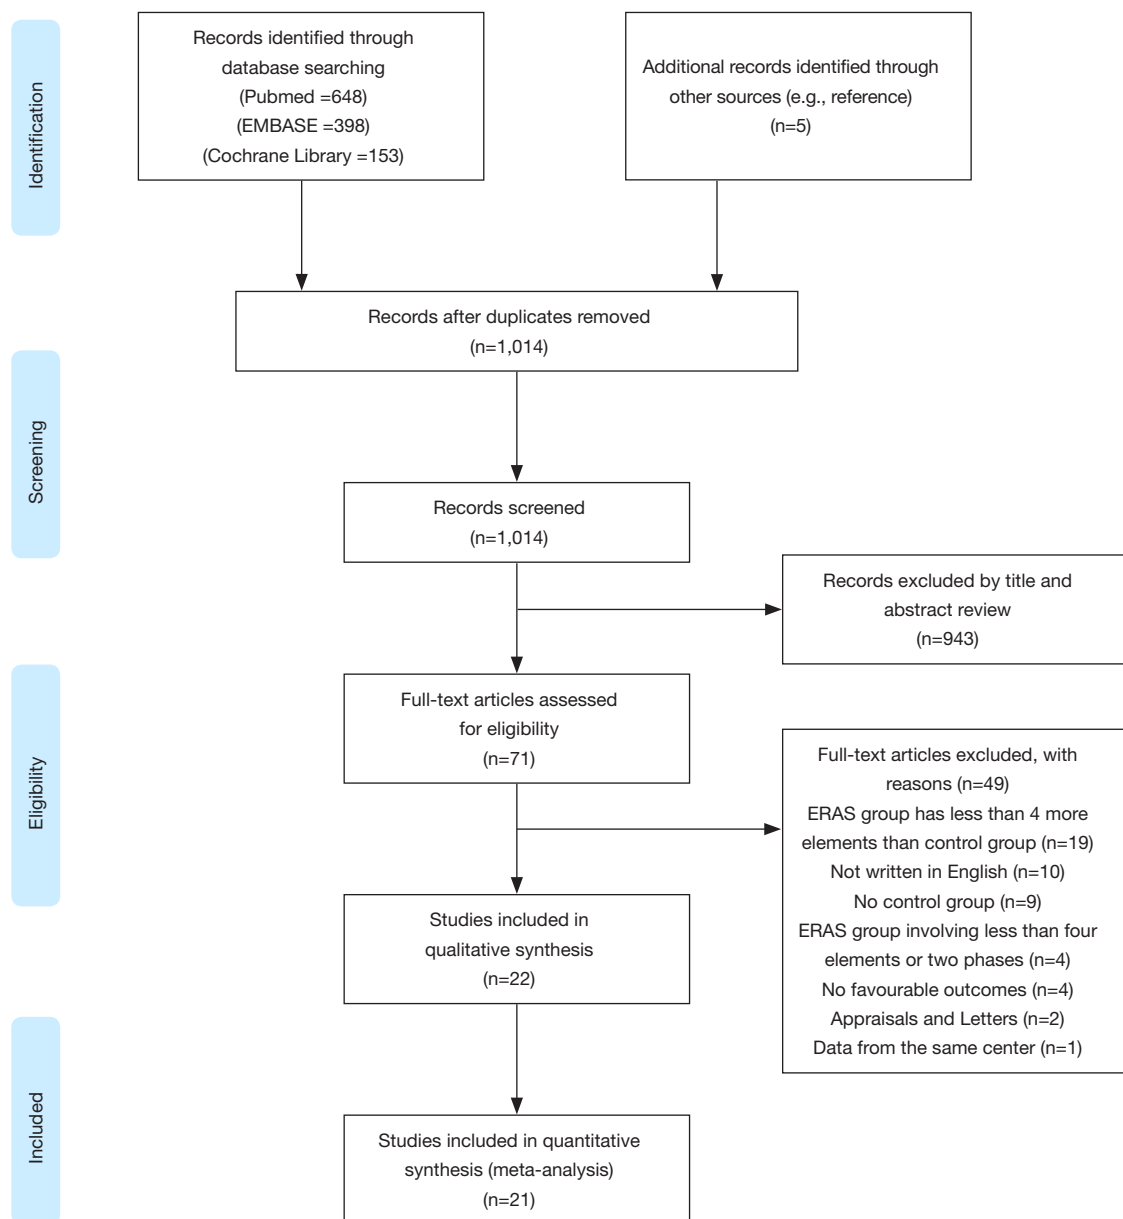 Identification
Records identified through
database searching
(Pubmed =648)
(EMBASE =398)
(Cochrane Library =153)
Additional records identified through
other sources (e.g., reference)
(n=5)
Records after duplicates removed
(n=1,014)
Screening
Records screened
(n=1,014)
Records excluded by title and
abstract review
(n=943)
Eligibility
Full-text articles assessed
for eligibility
(n=71)
Full-text articles excluded, with
reasons (n=49)
ERAS group has less than 4 more
elements than control group (n=19)
Not written in English (n=10)
No control group (n=9)
ERAS group involving less than four
elements or two phases (n=4)
No favourable outcomes (n=4)
Appraisals and Letters (n=2)
Data from the same center (n=1)
Studies included in
qualitative synthesis
(n=22)
Included
Studies included in quantitative
synthesis (meta-analysis)
(n=21)